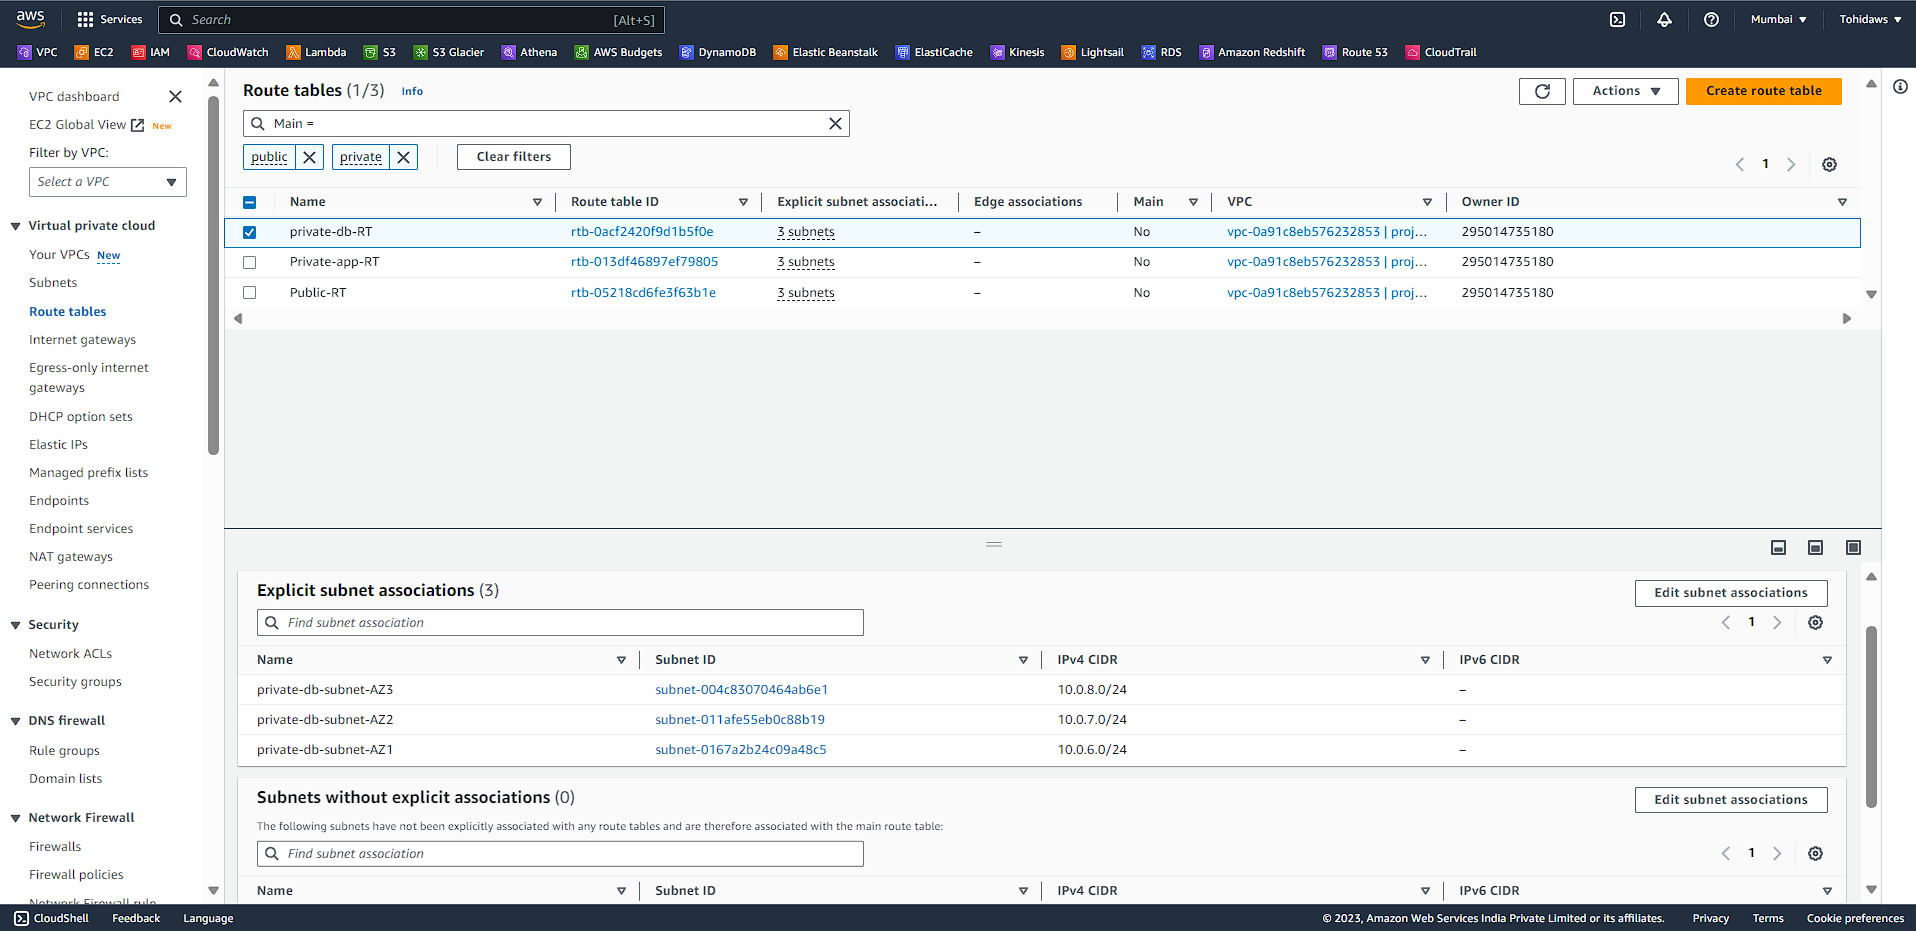 aws Services Search [Alt+S] Mumbai Tohidaws
VPC EC2 IAM CloudWatch Lambda S3 S3 Glacier Athena AWS Budgets DynamoDB Elastic Beanstalk ElastiCache Kinesis Lightsail RDS Amazon Redshift Route 53 CloudTrail
VPC dashboard
EC2 Global View New
Filter by VPC:
Select a VPC
Virtual private cloud
Your VPCs New
Subnets
Route tables
Internet gateways
Egress-only internet
gateways
DHCP option sets
Elastic IPs
Managed prefix lists
Endpoints
Endpoint services
NAT gateways
Peering connections
Security
Network ACLs
Security groups
DNS firewall
Rule groups
Domain lists
Network Firewall
Firewalls
Firewall policies
Network Firewall rule
Route tables (1/3) Info Actions Create route table
Main =
public private Clear filters 1
Name Route table ID Explicit subnet associati... Edge associations Main VPC Owner ID
private-db-RT rtb-0acf2420f9d1b5f0e 3 subnets – No vpc-0a91c8eb576232853 | proj... 295014735180
Private-app-RT rtb-013df46897ef79805 3 subnets – No vpc-0a91c8eb576232853 | proj... 295014735180
Public-RT rtb-05218cd6fe3f63b1e 3 subnets – No vpc-0a91c8eb576232853 | proj... 295014735180
Explicit subnet associations (3) Edit subnet associations
Find subnet association 1
Name Subnet ID IPv4 CIDR IPv6 CIDR
private-db-subnet-AZ3 subnet-004c83070464ab6e1 10.0.8.0/24 –
private-db-subnet-AZ2 subnet-011afe55eb0c88b19 10.0.7.0/24 –
private-db-subnet-AZ1 subnet-0167a2b24c09a48c5 10.0.6.0/24 –
Subnets without explicit associations (0) Edit subnet associations
The following subnets have not been explicitly associated with any route tables and are therefore associated with the main route table:
Find subnet association 1
Name Subnet ID IPv4 CIDR IPv6 CIDR
CloudShell Feedback Language © 2023, Amazon Web Services India Private Limited or its affiliates. Privacy Terms Cookie preferences